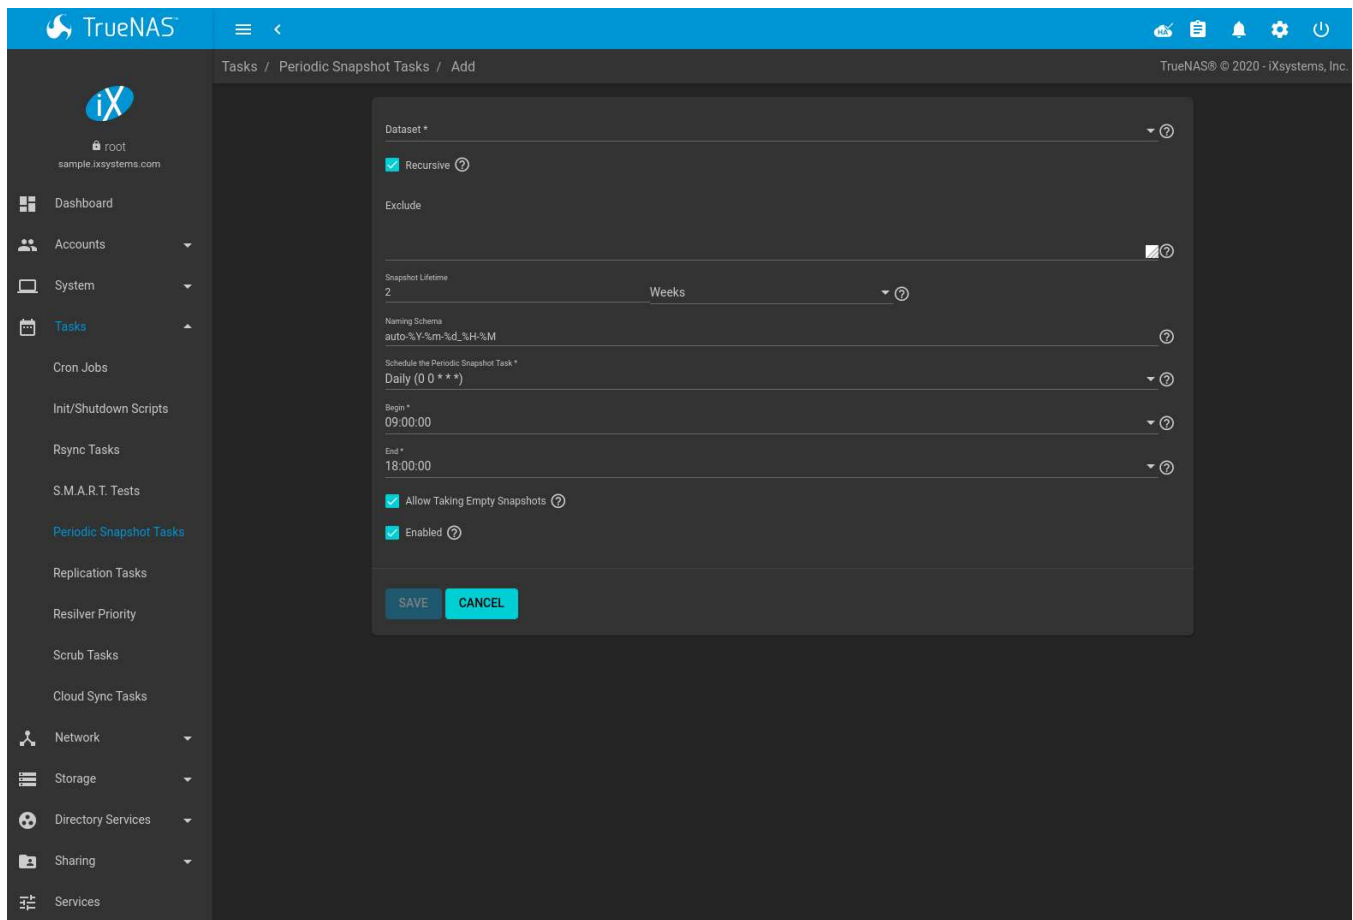 TrueNAS
HA
Tasks / Periodic Snapshot Tasks / Add
TrueNAS® © 2020 - iXsystems, Inc.
iX
root
sample.ixsystems.com
Dashboard
Accounts
System
Tasks
Cron Jobs
Init/Shutdown Scripts
Rsync Tasks
S.M.A.R.T. Tests
Periodic Snapshot Tasks
Replication Tasks
Resilver Priority
Scrub Tasks
Cloud Sync Tasks
Network
Storage
Directory Services
Sharing
Services
Dataset *
Recursive
Exclude
Snapshot Lifetime
2 Weeks
Naming Schema
auto-%Y-%m-%d_%H-%M
Schedule the Periodic Snapshot Task *
Daily (0 0 * * *)
Begin *
09:00:00
End *
18:00:00
Allow Taking Empty Snapshots
Enabled
SAVE CANCEL